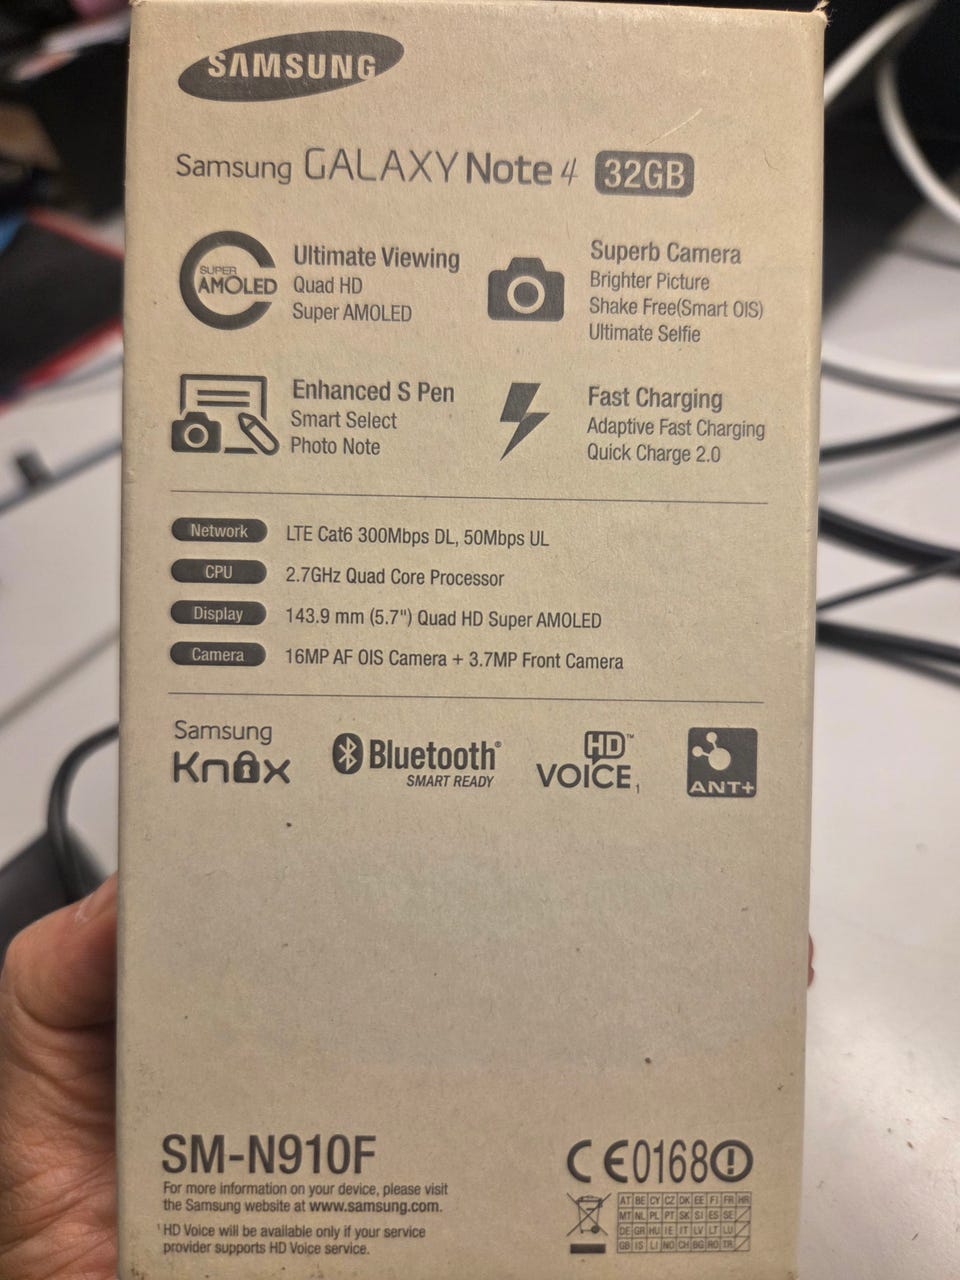 SAMSUNG
Samsung GALAXY Note 4 32GB
SUPER
AMOLED
Ultimate Viewing
Quad HD
Super AMOLED
Superb Camera
Brighter Picture
Shake Free(Smart OIS)
Ultimate Selfie
Enhanced S Pen
Smart Select
Photo Note
Fast Charging
Adaptive Fast Charging
Quick Charge 2.0
Network LTE Cat6 300Mbps DL, 50Mbps UL
CPU 2.7GHz Quad Core Processor
Display 143.9 mm (5.7") Quad HD Super AMOLED
Camera 16MP AF OIS Camera + 3.7MP Front Camera
Samsung
Knox
Bluetooth®
SMART READY
HD™
VOICE1
ANT+
SM-N910F
For more information on your device, please visit
the Samsung website at www.samsung.com.
1 HD Voice will be available only if your service
provider supports HD Voice service.
CE0168
AT BE CY CZ DK EE FI FR HR
MT NL PL PT SK SI ES SE
DE GR HU IE IT LV LT LU
GB IS LI NO CH BG RO TR